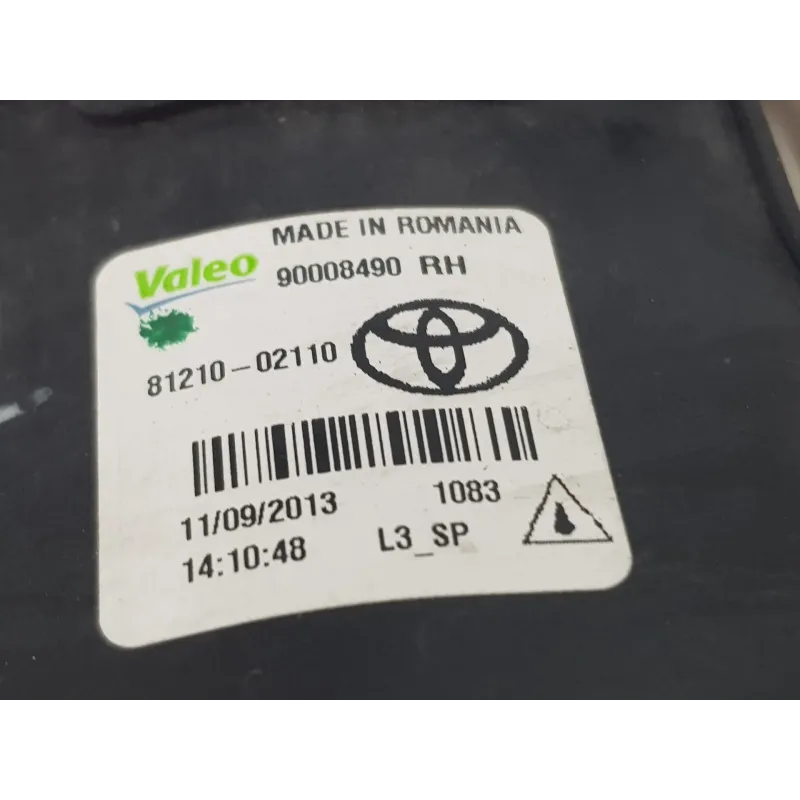 MADE IN ROMANIA
Valeo 90008490 RH
81210-02110
11/09/2013 1083
14:10:48 L3_SP